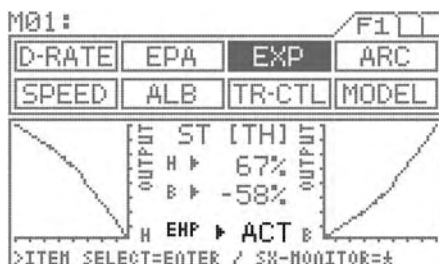 M01: F1
D-RATE EPA EXP ARC
SPEED ALB TR-CTL MODEL
OUTPUT ST [TH] OUTPUT
H ▸ 67%
B ▸ -58%
H EHP ▸ ACT B
>ITEM SELECT=ENTER / SX-MONITOR=±